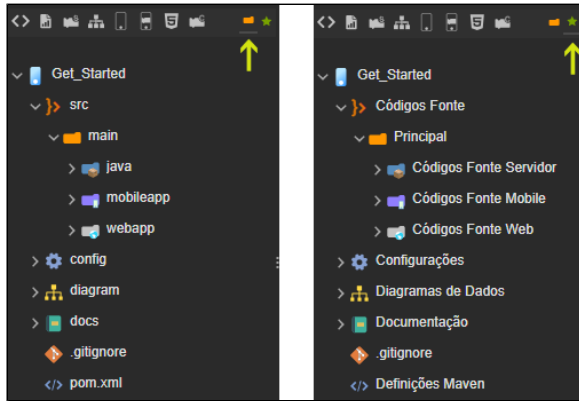 Get_Started
src
main
java
mobileapp
webapp
config
diagram
docs
.gitignore
pom.xml
Get_Started
Códigos Fonte
Principal
Códigos Fonte Servidor
Códigos Fonte Mobile
Códigos Fonte Web
Configurações
Diagramas de Dados
Documentação
.gitignore
Definições Maven